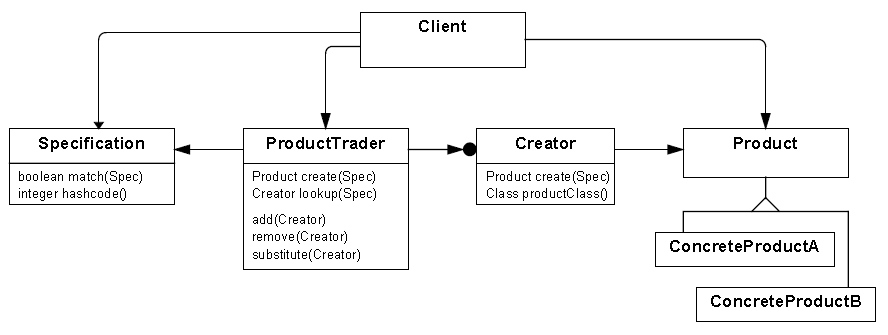 Client
Specification
boolean match(Spec)
integer hashcode()
ProductTrader
Product create(Spec)
Creator lookup(Spec)
add(Creator)
remove(Creator)
substitute(Creator)
Creator
Product create(Spec)
Class productClass()
Product
ConcreteProductA
ConcreteProductB